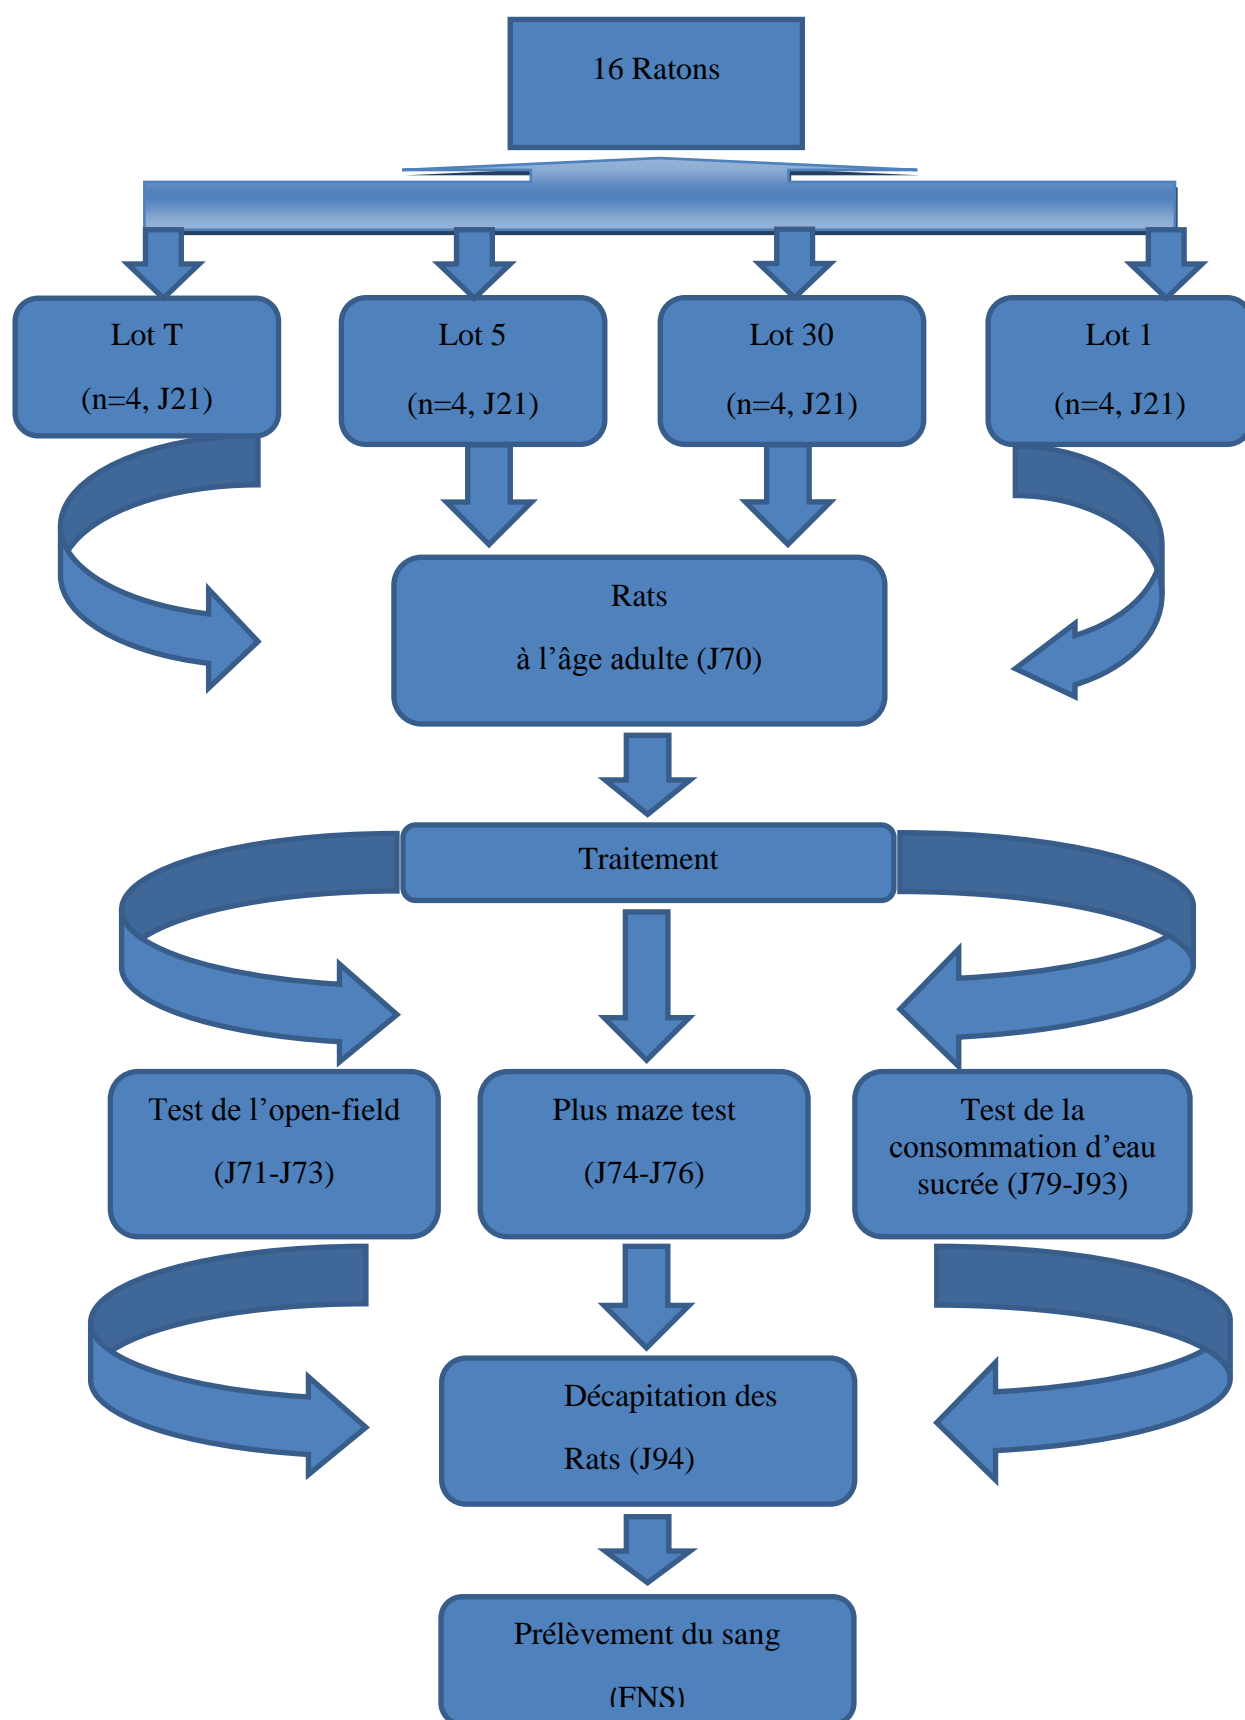 16 Ratons
Lot T
(n=4, J21)
Lot 5
(n=4, J21)
Lot 30
(n=4, J21)
Lot 1
(n=4, J21)
Rats
à l’âge adulte (J70)
Traitement
Test de l’open-field
(J71-J73)
Plus maze test
(J74-J76)
Test de la
consommation d’eau
sucrée (J79-J93)
Décapitation des
Rats (J94)
Prélèvement du sang
(FNS)